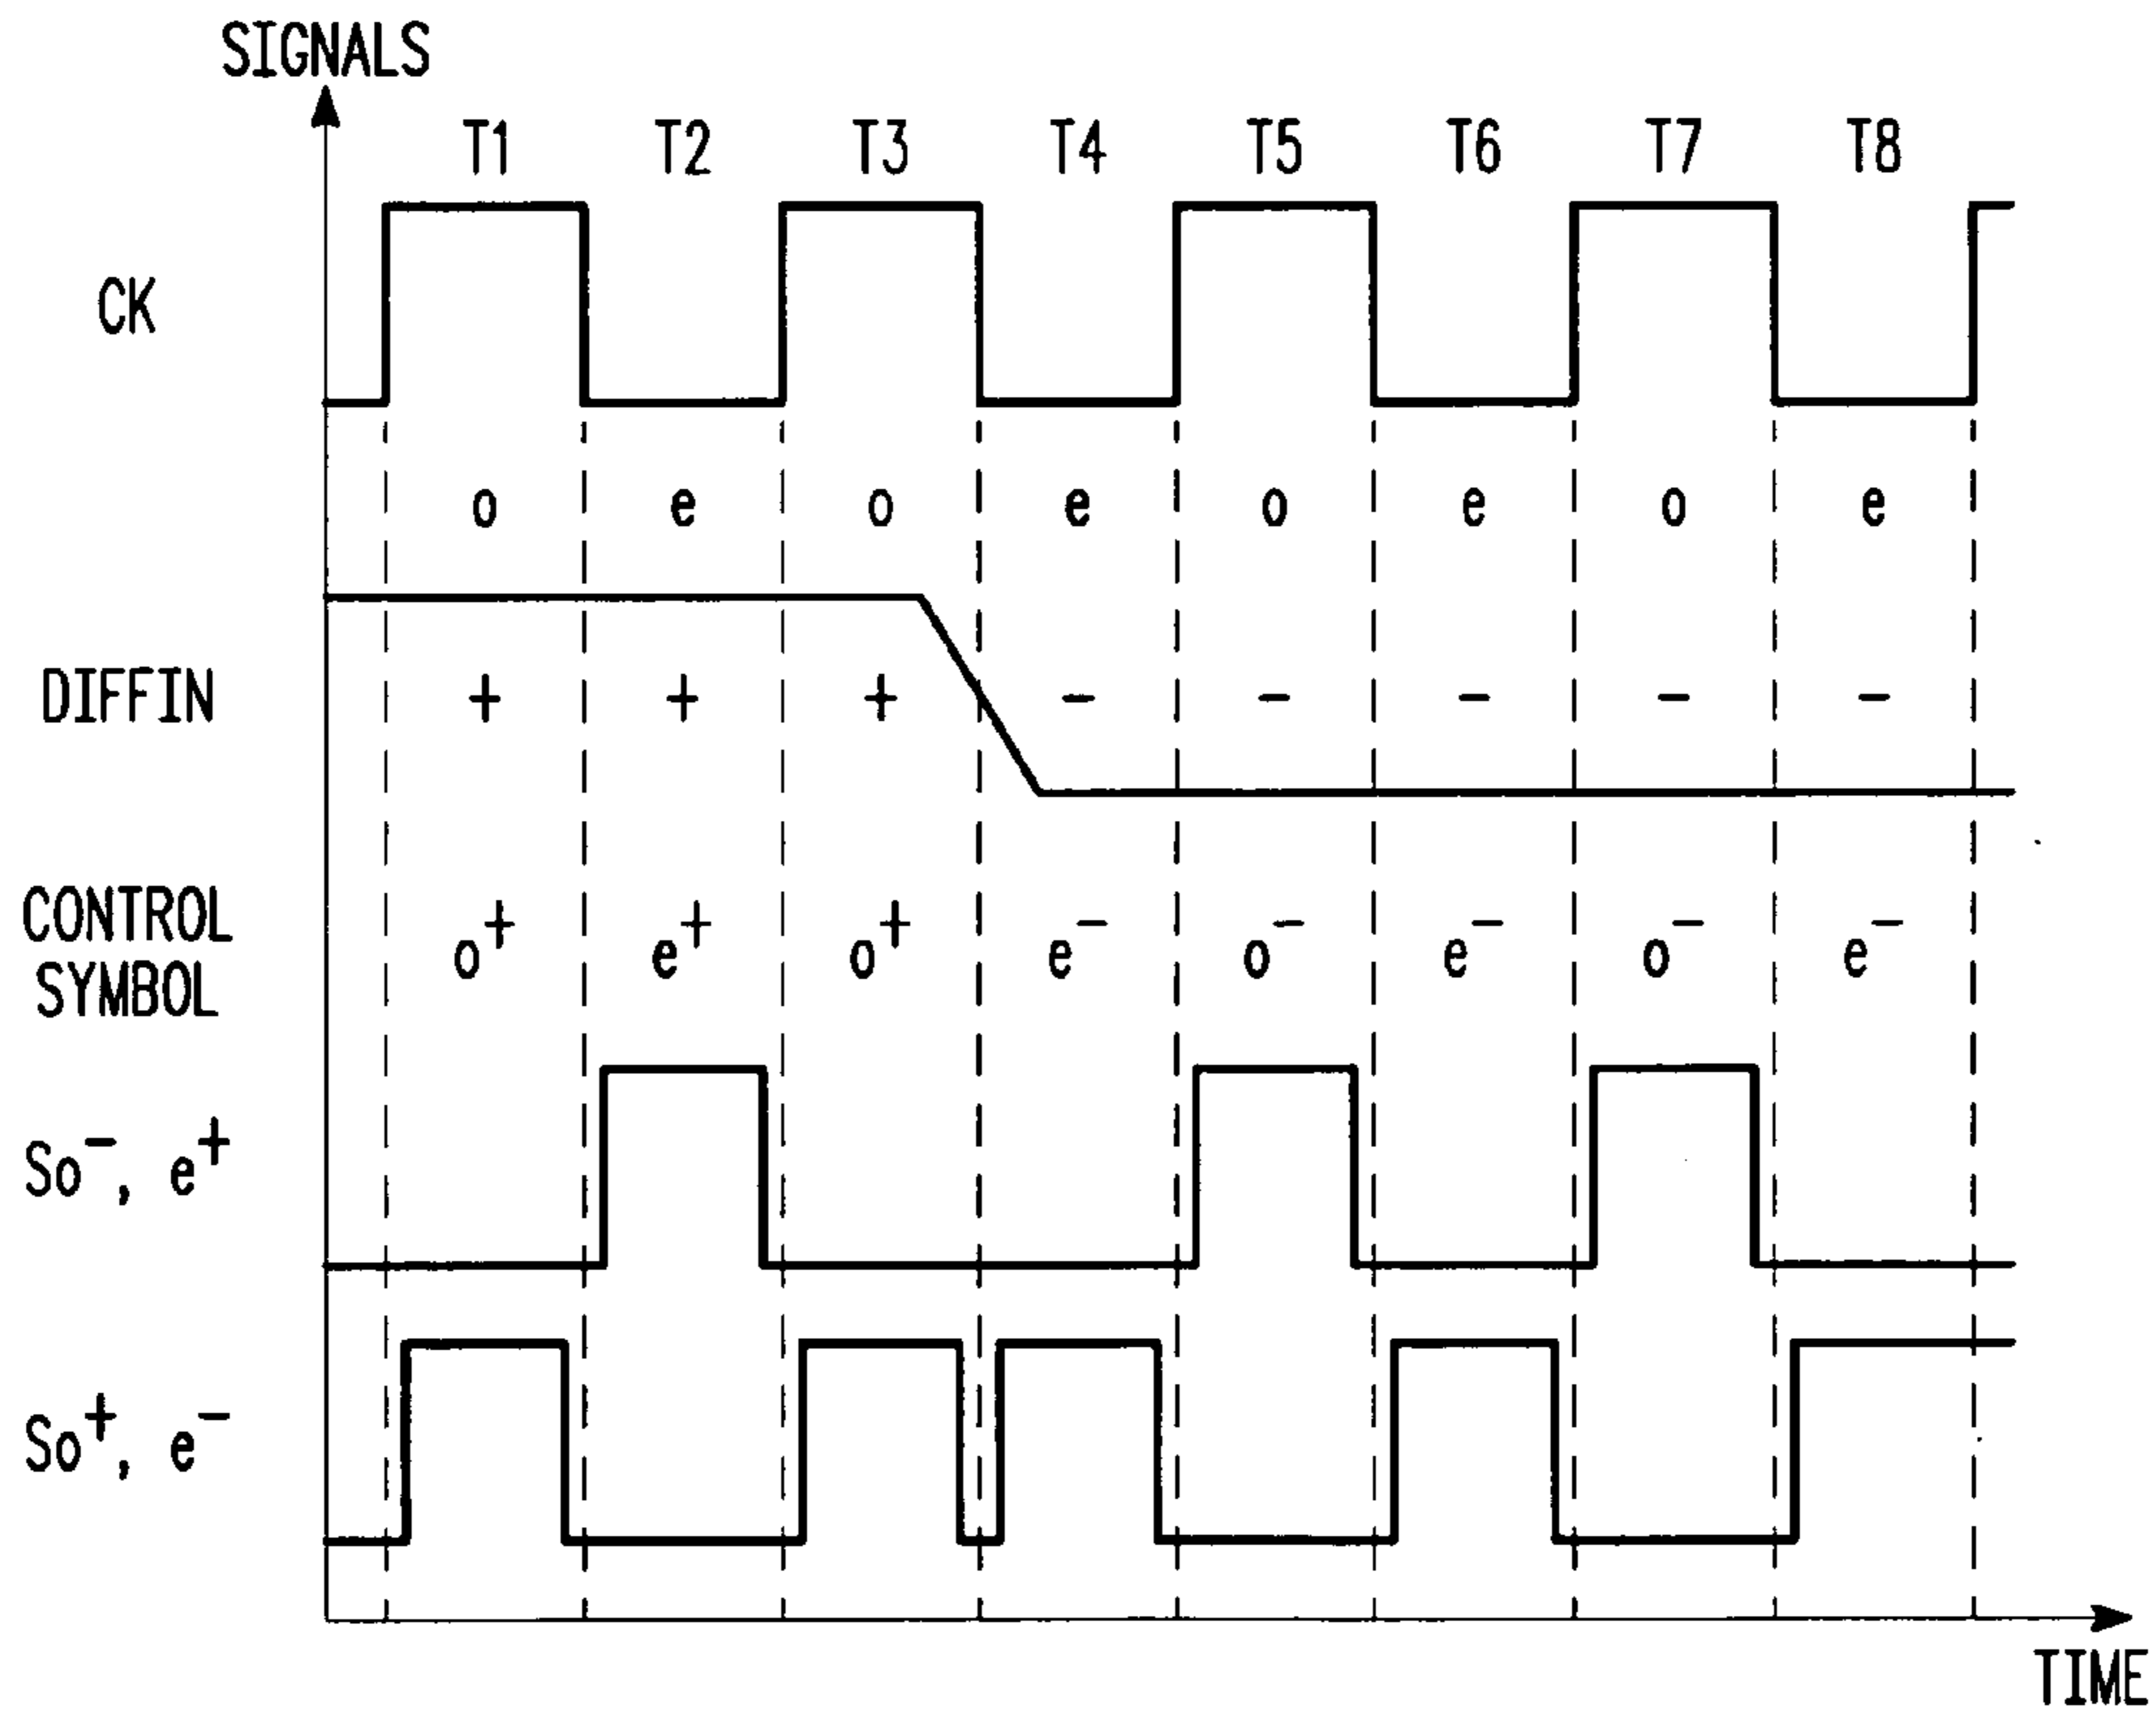 SIGNALS
T1 T2 T3 T4 T5 T6 T7 T8
CK
o e o e o e o e
DIFFIN + + + - - - - -
CONTROL
SYMBOL
o⁺ e⁺ o⁺ e⁻ o⁻ e⁻ o⁻ e⁻
So⁻, e⁺
So⁺, e⁻
TIME